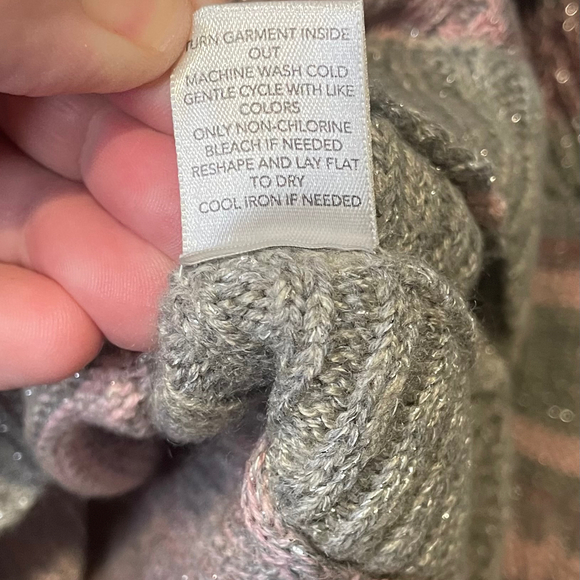 TURN GARMENT INSIDE
OUT
MACHINE WASH COLD
GENTLE CYCLE WITH LIKE
COLORS
ONLY NON-CHLORINE
BLEACH IF NEEDED
RESHAPE AND LAY FLAT
TO DRY
COOL IRON IF NEEDED